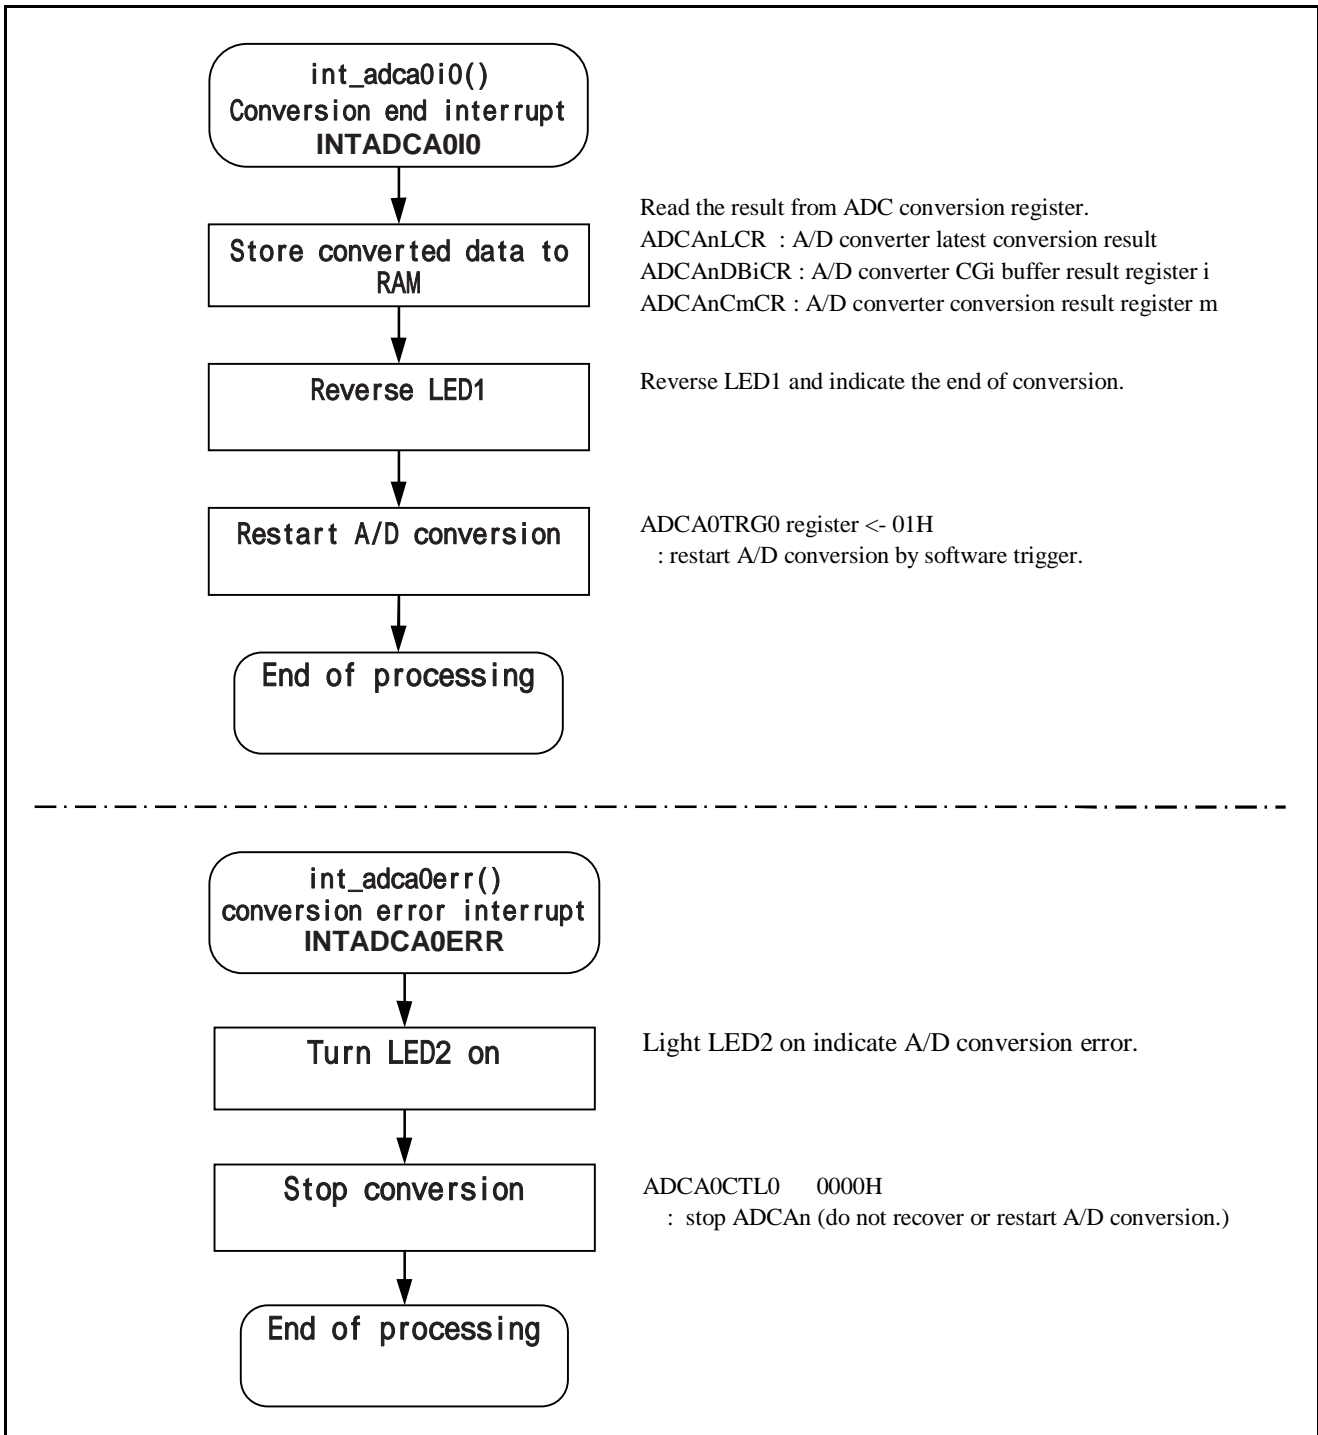 int_adca0i0()
Conversion end interrupt
INTADCA0I0
Store converted data to
RAM
Read the result from ADC conversion register.
ADCAnLCR : A/D converter latest conversion result
ADCAnDBiCR : A/D converter CGi buffer result register i
ADCAnCmCR : A/D converter conversion result register m
Reverse LED1
Reverse LED1 and indicate the end of conversion.
Restart A/D conversion
ADCA0TRG0 register <- 01H
: restart A/D conversion by software trigger.
End of processing
int_adca0err()
conversion error interrupt
INTADCA0ERR
Turn LED2 on
Light LED2 on indicate A/D conversion error.
Stop conversion
ADCA0CTL0 0000H
: stop ADCAn (do not recover or restart A/D conversion.)
End of processing